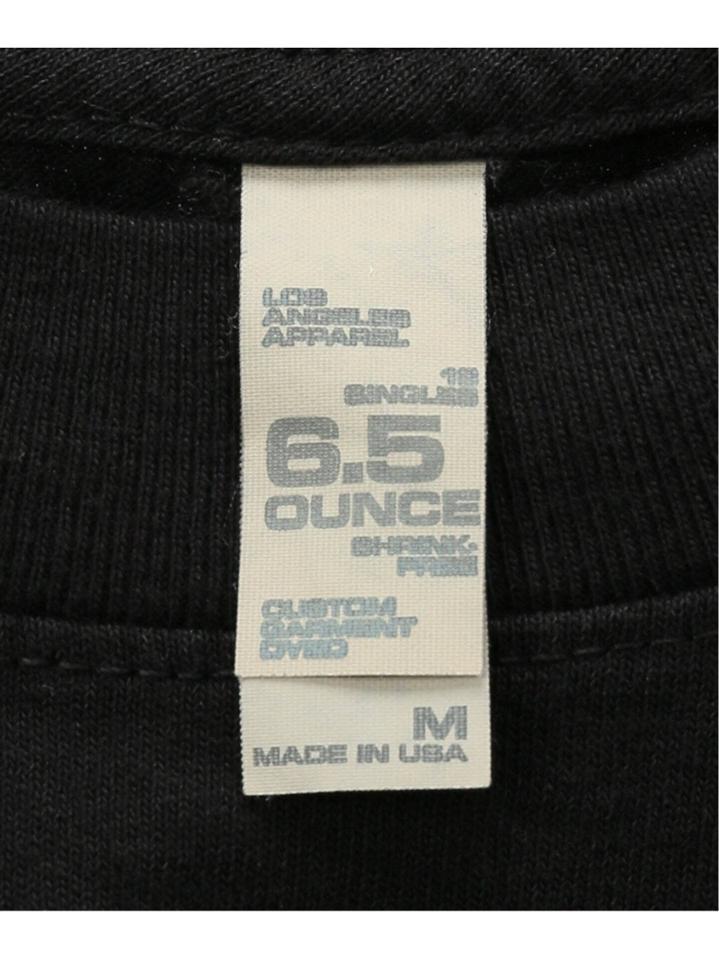 LOS
ANGELES
APPAREL
18
SINGLES
6.5
OUNCE
SHRINK-
FREE
CUSTOM
GARMENT
DYED
M
MADE IN USA